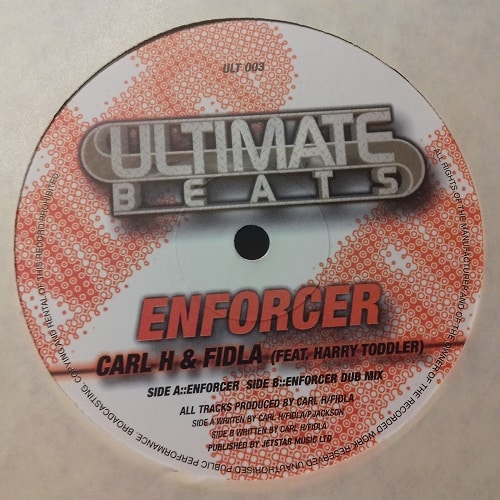 ULT 003
ULTIMATE
BEATS
ENFORCER
CARL H & FIDLA (FEAT. HARRY TODDLER)
SIDE A::ENFORCER SIDE B::ENFORCER DUB MIX
ALL TRACKS PRODUCED BY CARL H/FIDLA
SIDE A WRITTEN BY CARL H/FIDLA/P.JACKSON
SIDE B WRITTEN BY CARL H/FIDLA
PUBLISHED BY JETSTAR MUSIC LTD
ALL RIGHTS OF THE MANUFACTURER AND OF THE OWNER OF THE RECORDED WORK RESERVED UNAUTHORISED PUBLIC PERFORMANCE BROADCASTING COPYING AND RENTAL OF THIS RECORDING PROHIBITED